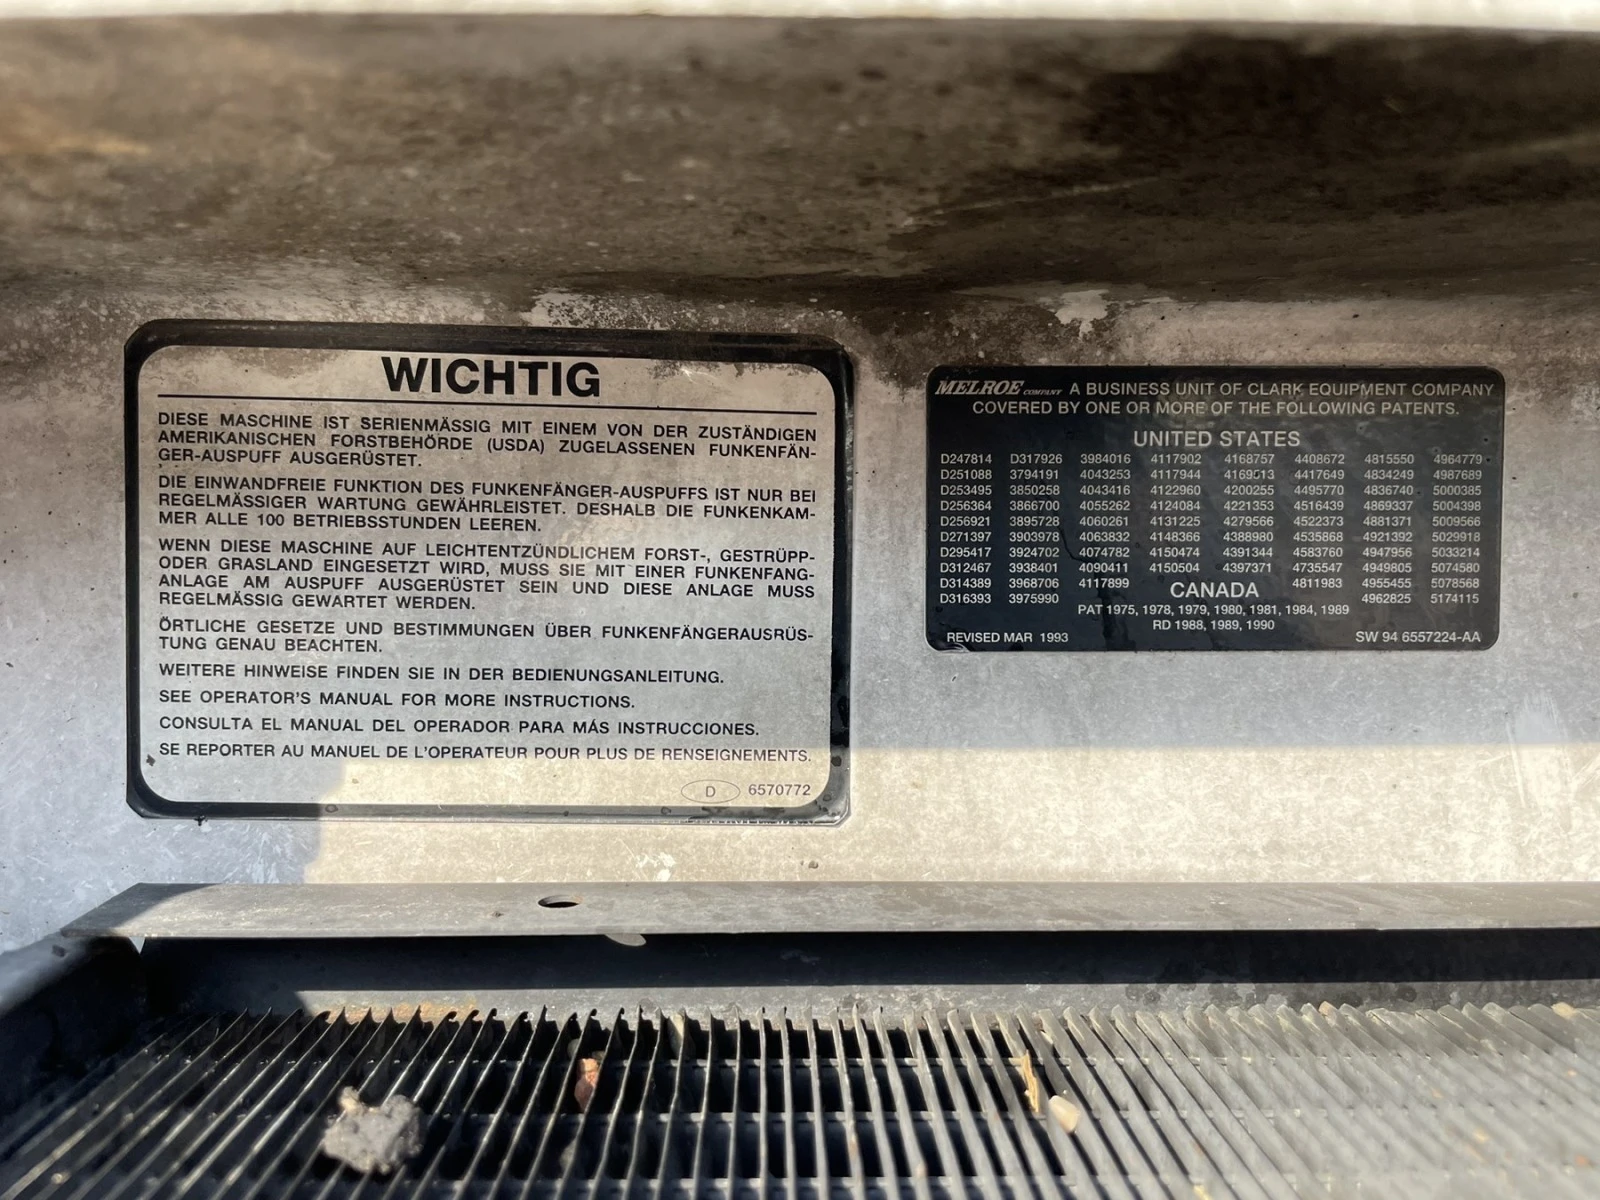 WICHTIG
DIESE MASCHINE IST SERIENMÄSSIG MIT EINEM VON DER ZUSTÄNDIGEN
AMERIKANISCHEN FORSTBEHÖRDE (USDA) ZUGELASSENEN FUNKENFÄN-
GER-AUSPUFF AUSGERÜSTET.
DIE EINWANDFREIE FUNKTION DES FUNKENFÄNGER-AUSPUFFS IST NUR BEI
REGELMÄSSIGER WARTUNG GEWÄHRLEISTET. DESHALB DIE FUNKENKAM-
MER ALLE 100 BETRIEBSSTUNDEN LEEREN.
WENN DIESE MASCHINE AUF LEICHTENTZÜNDLICHEM FORST-, GESTRÜPP-
ODER GRASLAND EINGESETZT WIRD, MUSS SIE MIT EINER FUNKENFANG-
ANLAGE AM AUSPUFF AUSGERÜSTET SEIN UND DIESE ANLAGE MUSS
REGELMÄSSIG GEWARTET WERDEN.
ÖRTLICHE GESETZE UND BESTIMMUNGEN ÜBER FUNKENFÄNGERAUSRÜS-
TUNG GENAU BEACHTEN.
WEITERE HINWEISE FINDEN SIE IN DER BEDIENUNGSANLEITUNG.
SEE OPERATOR'S MANUAL FOR MORE INSTRUCTIONS.
CONSULTA EL MANUAL DEL OPERADOR PARA MÁS INSTRUCCIONES.
SE REPORTER AU MANUEL DE L'OPERATEUR POUR PLUS DE RENSEIGNEMENTS.
D 6570772
MELROE COMPANY A BUSINESS UNIT OF CLARK EQUIPMENT COMPANY
COVERED BY ONE OR MORE OF THE FOLLOWING PATENTS.
UNITED STATES
D247814 D317926 3984016 4117902 4168757 4408672 4815550 4964779
D251088 3794191 4043253 4117944 4169613 4417649 4834249 4987689
D253495 3850258 4043416 4122960 4200255 4495770 4836740 5000385
D256364 3866700 4055262 4124084 4221353 4516439 4869337 5004398
D256921 3895728 4060261 4131225 4279566 4522373 4881371 5009566
D271397 3903978 4063832 4148366 4388980 4535868 4921392 5029918
D295417 3924702 4074782 4150474 4391344 4583760 4947956 5033214
D312467 3938401 4090411 4150504 4397371 4735547 4949805 5074580
D314389 3968706 4117899 4811983 4955455 5078568
D316393 3975990 4962825 5174115
CANADA
PAT 1975, 1978, 1979, 1980, 1981, 1984, 1989
RD 1988, 1989, 1990
REVISED MAR 1993 SW 94 6557224-AA